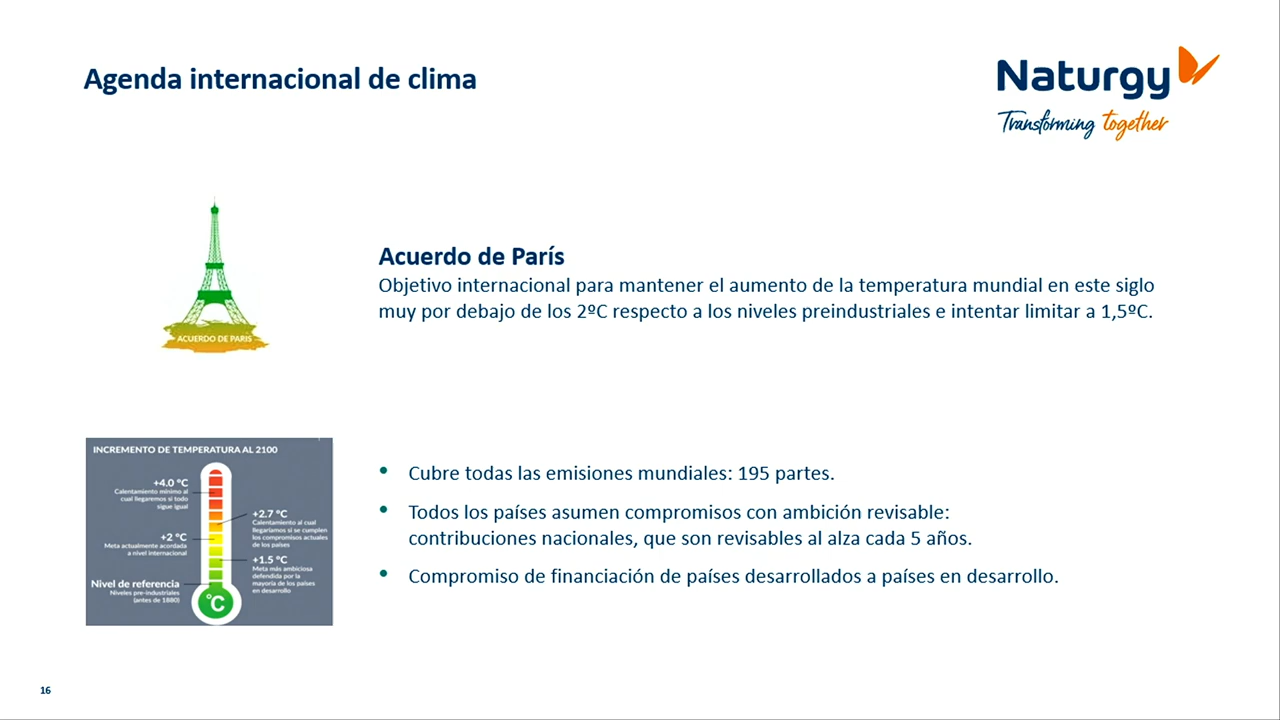 Agenda internacional de clima
Naturgy
Transforming together
ACUERDO DE PARIS
Acuerdo de París
Objetivo internacional para mantener el aumento de la temperatura mundial en este siglo
muy por debajo de los 2ºC respecto a los niveles preindustriales e intentar limitar a 1,5ºC.
INCREMENTO DE TEMPERATURA AL 2100
+4.0 ºC
Calentamiento mínimo al
cual llegaremos si todo
sigue igual
+2.7 ºC
Calentamiento al cual
llegaríamos si se cumplen
los compromisos actuales
de los países
+2 ºC
Meta actualmente acordada
a nivel internacional
+1.5 ºC
Meta más ambiciosa
defendida por la
mayoría de los países
en desarrollo
Nivel de referencia
Niveles pre-industriales
(antes de 1880)
ºC
• Cubre todas las emisiones mundiales: 195 partes.
• Todos los países asumen compromisos con ambición revisable:
contribuciones nacionales, que son revisables al alza cada 5 años.
• Compromiso de financiación de países desarrollados a países en desarrollo.
16